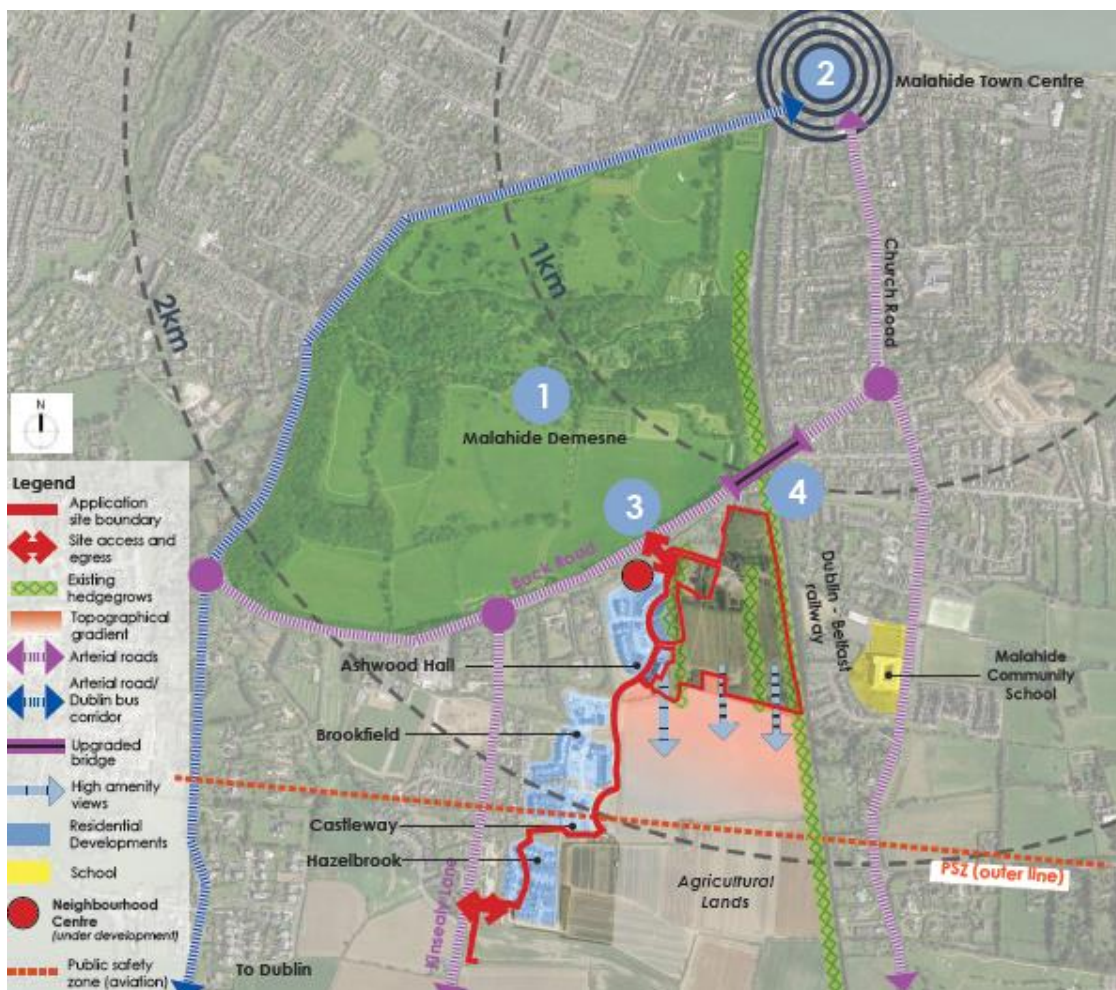 2
Malahide Town Centre
1km
2km
Church Road
1
Malahide Demesne
N
3
4
Back Road
Dublin - Belfast
railway
Ashwood Hall
Malahide
Community
School
Brookfield
Castleway
Hazelbrook
Agricultural
Lands
PSZ (outer line)
Kinsealy Lane
To Dublin
Legend
Application
site boundary
Site access and
egress
Existing
hedgegrows
Topographical
gradient
Arterial roads
Arterial road/
Dublin bus
corridor
Upgraded
bridge
High amenity
views
Residential
Developments
School
Neighbourhood
Centre
(under development)
Public safety
zone (aviation)